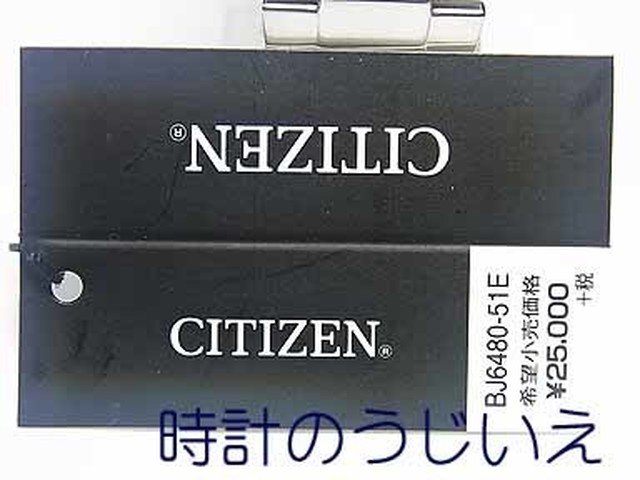 CITIZEN®
CITIZEN®
BJ6480-51E
希望小売価格
¥25,000
+税
時計のうじいえ